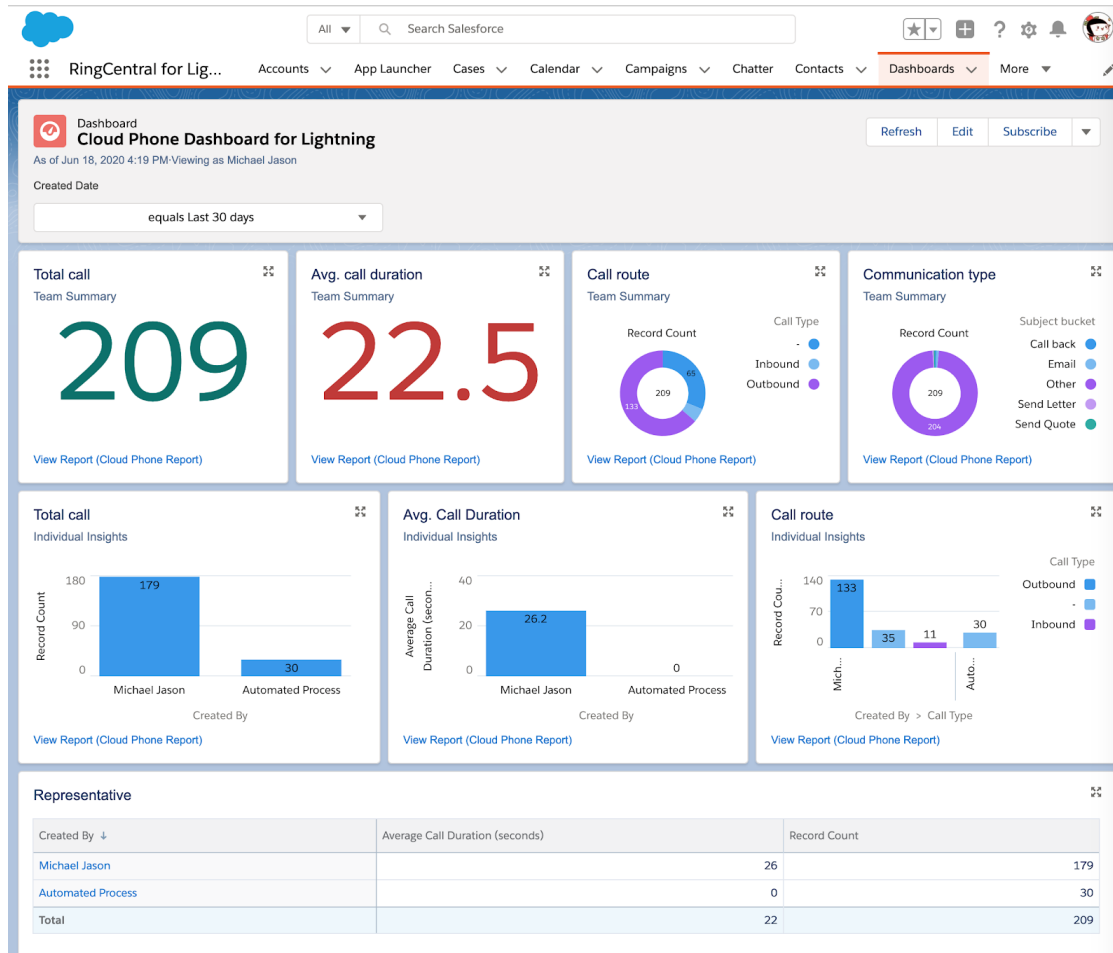 All
Search Salesforce
RingCentral for Lig...
Accounts
App Launcher
Cases
Calendar
Campaigns
Chatter
Contacts
Dashboards
More
Dashboard
Cloud Phone Dashboard for Lightning
As of Jun 18, 2020 4:19 PM·Viewing as Michael Jason
Refresh
Edit
Subscribe
Created Date
equals Last 30 days
Total call
Team Summary
209
View Report (Cloud Phone Report)
Avg. call duration
Team Summary
22.5
View Report (Cloud Phone Report)
Call route
Team Summary
Record Count
65
209
133
Call Type
-
Inbound
Outbound
View Report (Cloud Phone Report)
Communication type
Team Summary
Record Count
209
204
Subject bucket
Call back
Email
Other
Send Letter
Send Quote
View Report (Cloud Phone Report)
Total call
Individual Insights
Record Count
180
90
0
179
30
Michael Jason
Automated Process
Created By
View Report (Cloud Phone Report)
Avg. Call Duration
Individual Insights
Average Call
Duration (secon...
40
20
0
26.2
0
Michael Jason
Automated Process
Created By
View Report (Cloud Phone Report)
Call route
Individual Insights
Record Cou...
140
70
0
133
35
11
30
Mich...
Auto...
Created By > Call Type
Call Type
Outbound
-
Inbound
View Report (Cloud Phone Report)
Representative
Created By ↓ Average Call Duration (seconds) Record Count
Michael Jason 26 179
Automated Process 0 30
Total 22 209